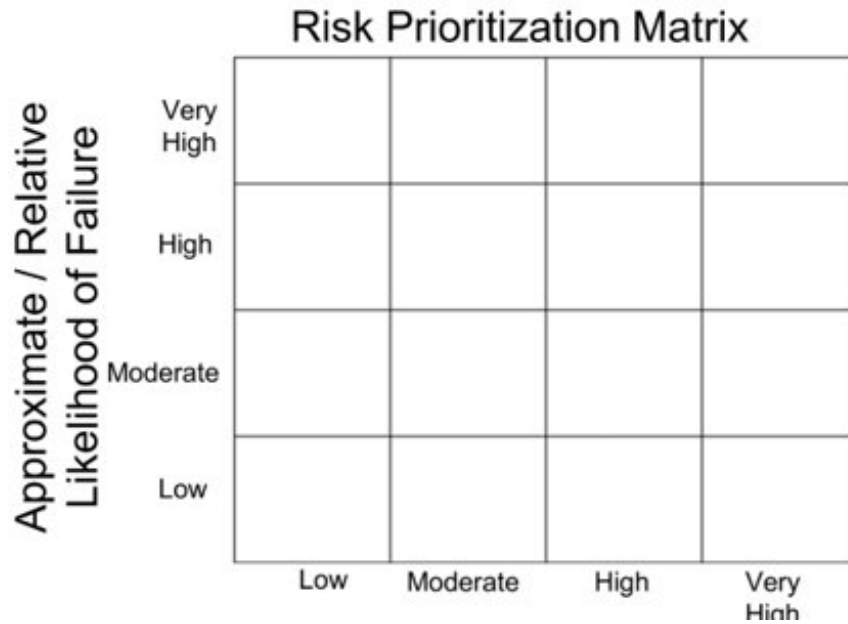 Risk Prioritization Matrix
Approximate / Relative
Likelihood of Failure
Very
High
High
Moderate
Low
Low
Moderate
High
Very
High